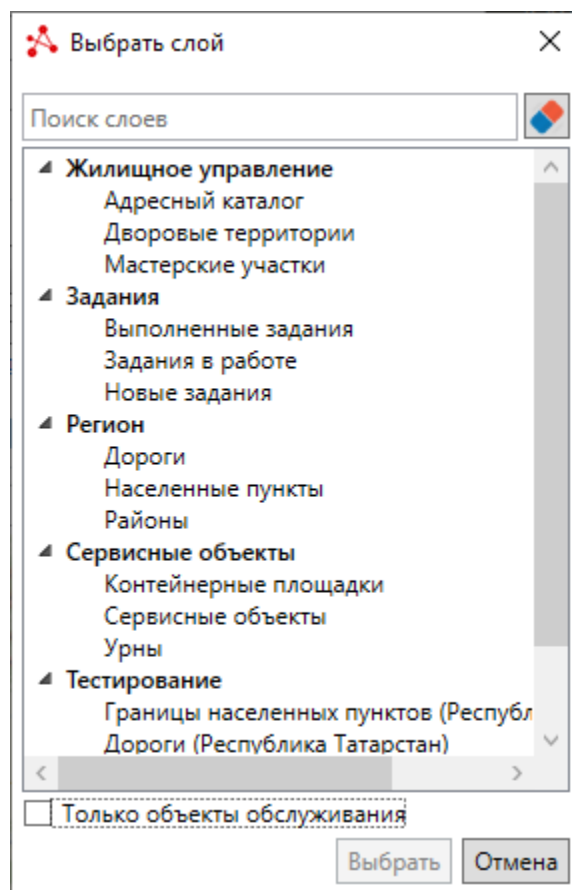 Выбрать слой
Поиск слоев
Жилищное управление
Адресный каталог
Дворовые территории
Мастерские участки
Задания
Выполненные задания
Задания в работе
Новые задания
Регион
Дороги
Населенные пункты
Районы
Сервисные объекты
Контейнерные площадки
Сервисные объекты
Урны
Тестирование
Границы населенных пунктов (Республ
Дороги (Республика Татарстан)
Только объекты обслуживания
Выбрать Отмена